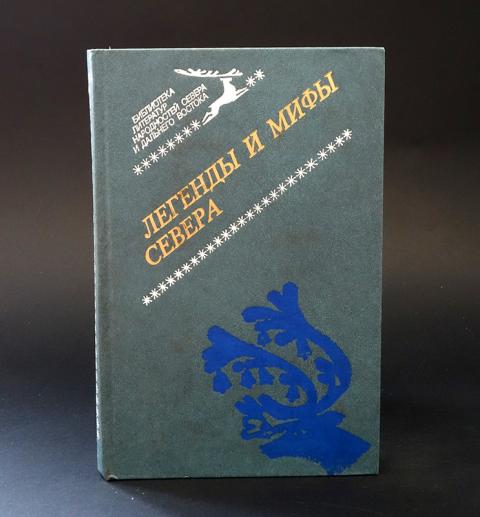 БИБЛИОТЕКА
ЛИТЕРАТУР
НАРОДНОСТЕЙ СЕВЕРА
И ДАЛЬНЕГО ВОСТОКА
ЛЕГЕНДЫ И МИФЫ
СЕВЕРА